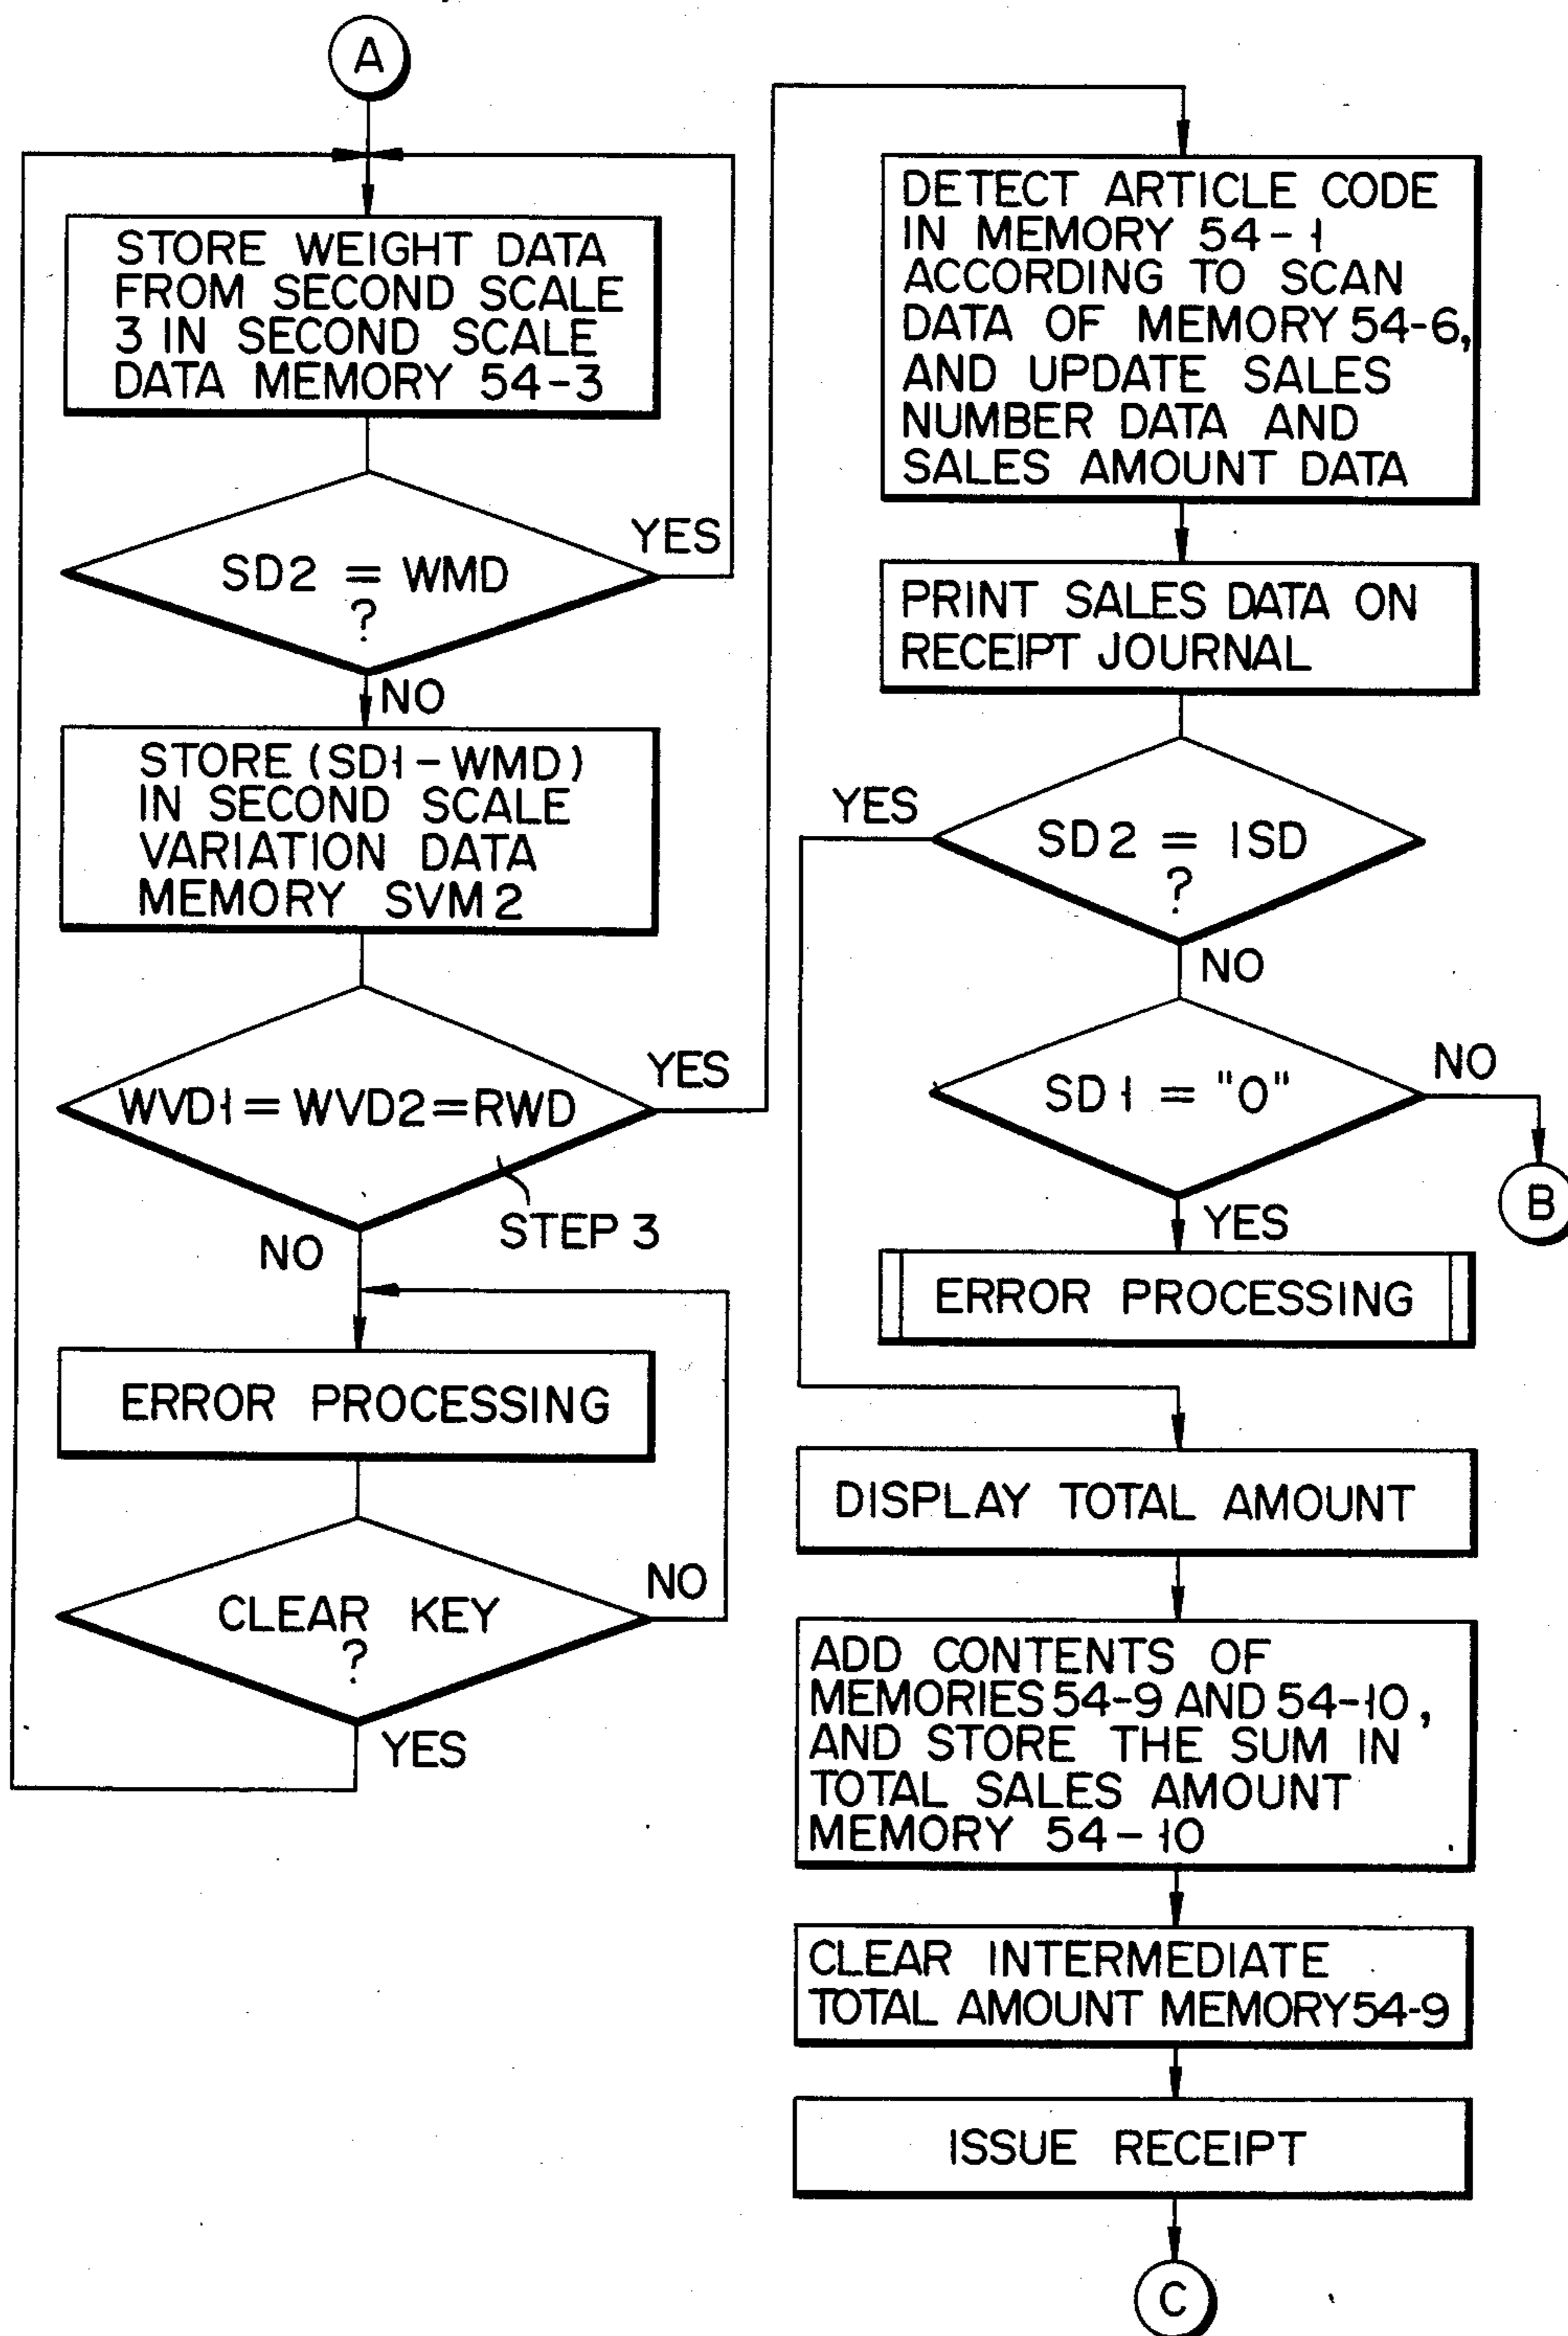 A
STORE WEIGHT DATA
FROM SECOND SCALE
3 IN SECOND SCALE
DATA MEMORY 54-3
SD2 = WMD
?
YES
NO
STORE (SD1-WMD)
IN SECOND SCALE
VARIATION DATA
MEMORY SVM2
WVD1=WVD2=RWD
YES
STEP 3
NO
ERROR PROCESSING
CLEAR KEY
?
NO
YES
DETECT ARTICLE CODE
IN MEMORY 54-1
ACCORDING TO SCAN
DATA OF MEMORY 54-6,
AND UPDATE SALES
NUMBER DATA AND
SALES AMOUNT DATA
PRINT SALES DATA ON
RECEIPT JOURNAL
YES
SD2 = ISD
?
NO
SD1 = "0"
NO
B
YES
ERROR PROCESSING
DISPLAY TOTAL AMOUNT
ADD CONTENTS OF
MEMORIES 54-9 AND 54-10,
AND STORE THE SUM IN
TOTAL SALES AMOUNT
MEMORY 54-10
CLEAR INTERMEDIATE
TOTAL AMOUNT MEMORY 54-9
ISSUE RECEIPT
C